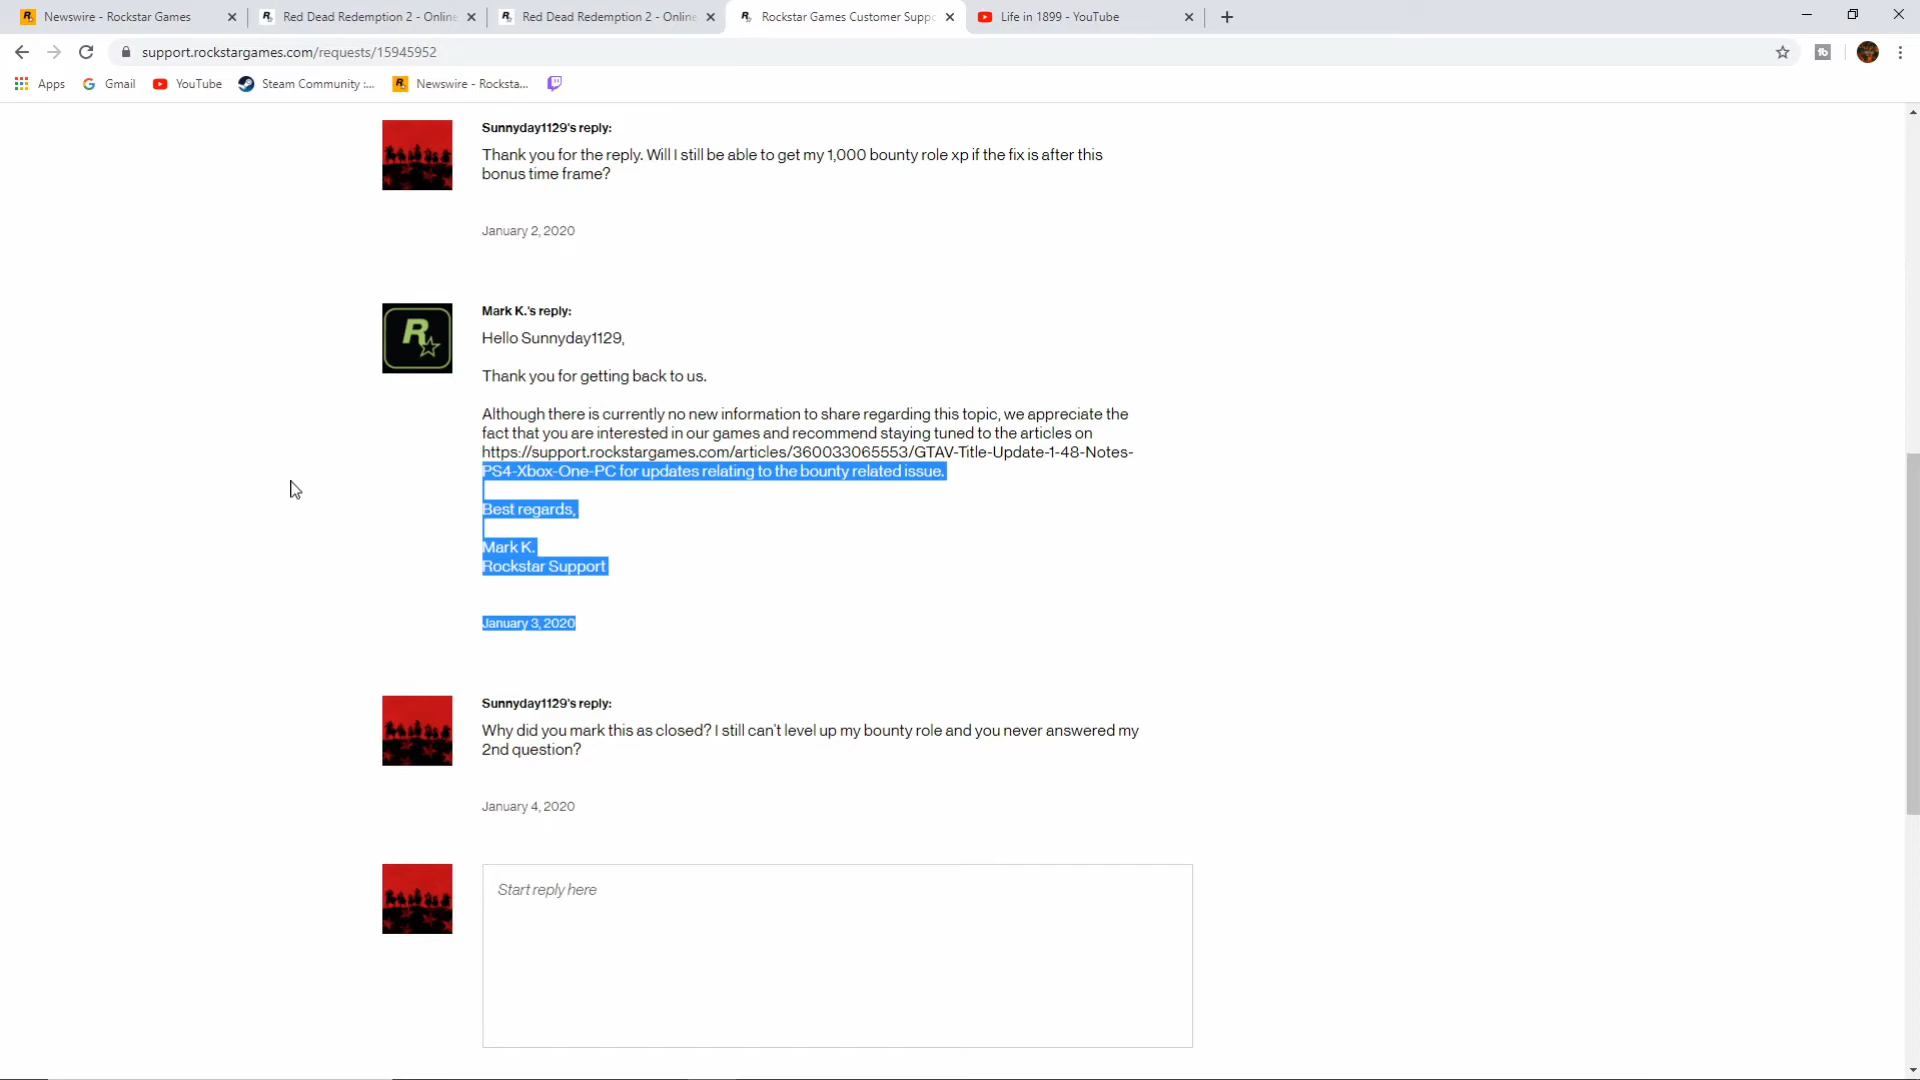 Newswire - Rockstar Games
Red Dead Redemption 2 - Online
Red Dead Redemption 2 - Online
Rockstar Games Customer Suppo
Life in 1899 - YouTube
support.rockstargames.com/requests/15945952
Apps
Gmail
YouTube
Steam Community :...
Newswire - Rocksta...
Sunnyday1129's reply:
Thank you for the reply. Will I still be able to get my 1,000 bounty role xp if the fix is after this
bonus time frame?
January 2, 2020
Mark K.'s reply:
Hello Sunnyday1129,
Thank you for getting back to us.
Although there is currently no new information to share regarding this topic, we appreciate the
fact that you are interested in our games and recommend staying tuned to the articles on
https://support.rockstargames.com/articles/360033065553/GTAV-Title-Update-1-48-Notes-
PS4-Xbox-One-PC for updates relating to the bounty related issue.
Best regards,
Mark K.
Rockstar Support
January 3, 2020
Sunnyday1129's reply:
Why did you mark this as closed? I still can't level up my bounty role and you never answered my
2nd question?
January 4, 2020
Start reply here